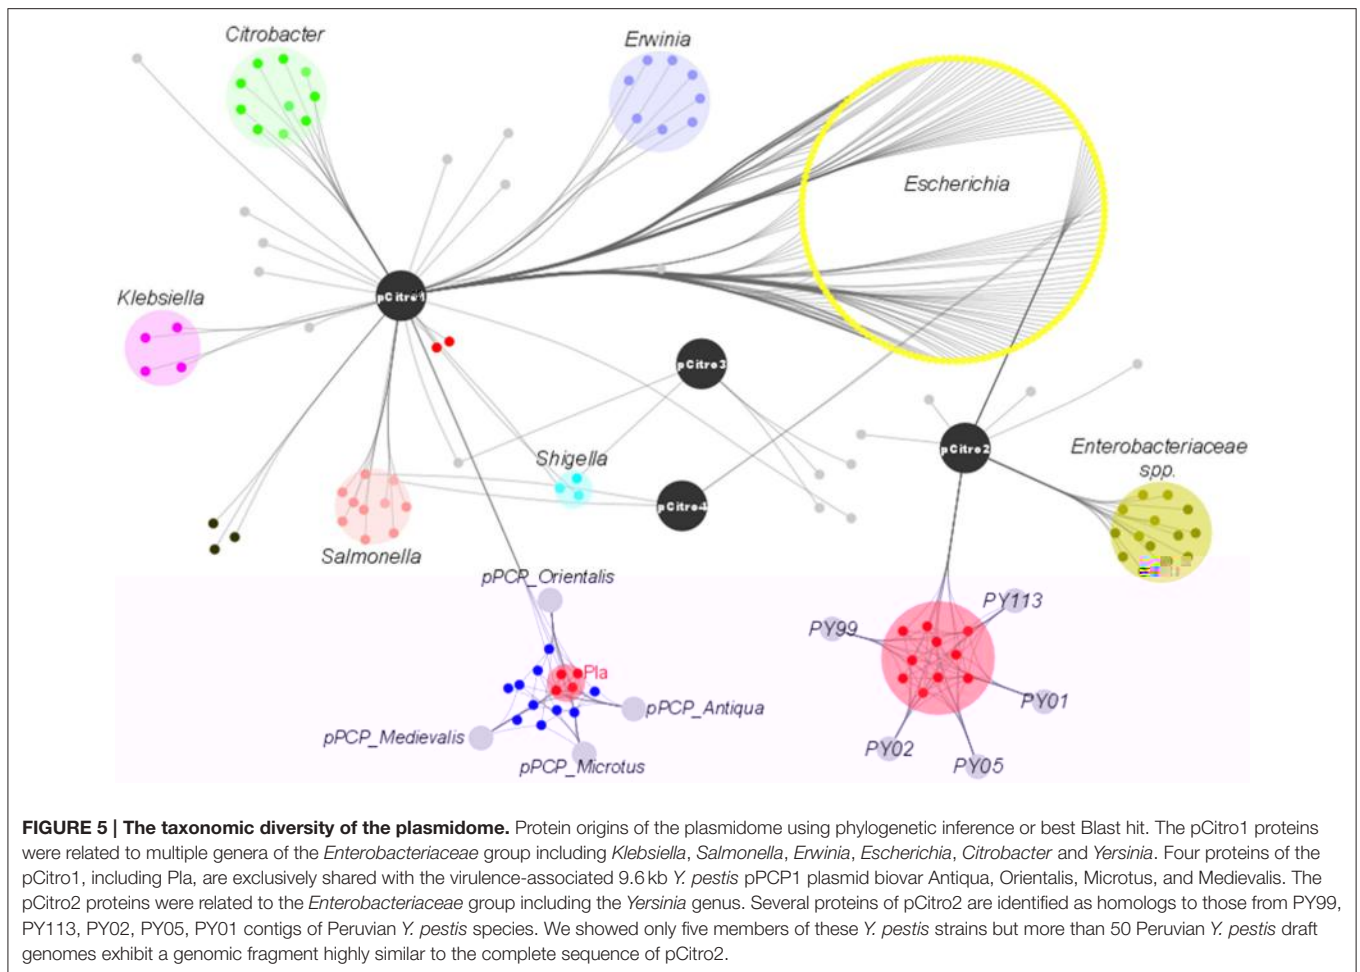 Citrobacter
Erwinia
Escherichia
Klebsiella
pCitro1
pCitro3
pCitro2
Enterobacteriaceae
spp.
Shigella
pCitro4
Salmonella
pPCP_Orientalis
Pla
pPCP_Antiqua
pPCP_Medievalis
pPCP_Microtus
PY113
PY99
PY01
PY02
PY05
FIGURE 5 | The taxonomic diversity of the plasmidome. Protein origins of the plasmidome using phylogenetic inference or best Blast hit. The pCitro1 proteins
were related to multiple genera of the Enterobacteriaceae group including Klebsiella, Salmonella, Erwinia, Escherichia, Citrobacter and Yersinia. Four proteins of the
pCitro1, including Pla, are exclusively shared with the virulence-associated 9.6 kb Y. pestis pPCP1 plasmid biovar Antiqua, Orientalis, Microtus, and Medievalis. The
pCitro2 proteins were related to the Enterobacteriaceae group including the Yersinia genus. Several proteins of pCitro2 are identified as homologs to those from PY99,
PY113, PY02, PY05, PY01 contigs of Peruvian Y. pestis species. We showed only five members of these Y. pestis strains but more than 50 Peruvian Y. pestis draft
genomes exhibit a genomic fragment highly similar to the complete sequence of pCitro2.